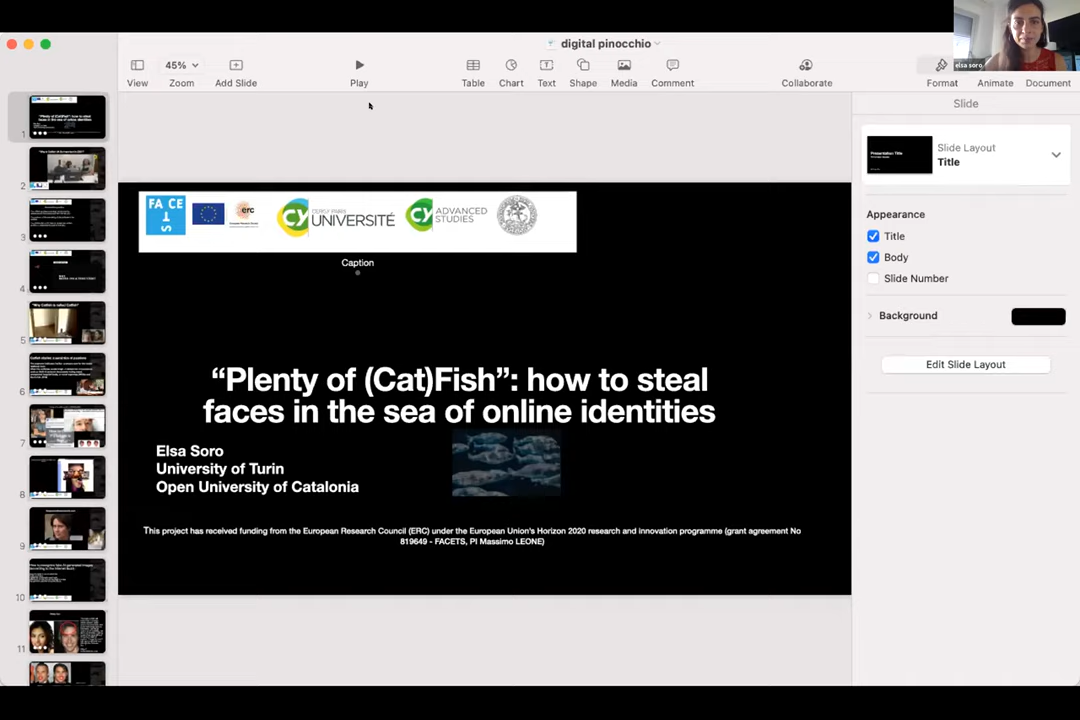 digital pinocchio
elsa soro
45%
View
Zoom
Add Slide
Play
Table
Chart
Text
Shape
Media
Comment
Collaborate
Format
Animate
Document
Slide
Slide Layout
Title
Appearance
Title
Body
Slide Number
Background
Edit Slide Layout
FA CE
TS
erc
CY CERGY PARIS
UNIVERSITÉ
CY ADVANCED
STUDIES
Caption
“Plenty of (Cat)Fish”: how to steal
faces in the sea of online identities
Elsa Soro
University of Turin
Open University of Catalonia
This project has received funding from the European Research Council (ERC) under the European Union's Horizon 2020 research and innovation programme (grant agreement No
819649 - FACETS, PI Massimo LEONE)
1
2
3
4
5
6
7
8
9
10
11